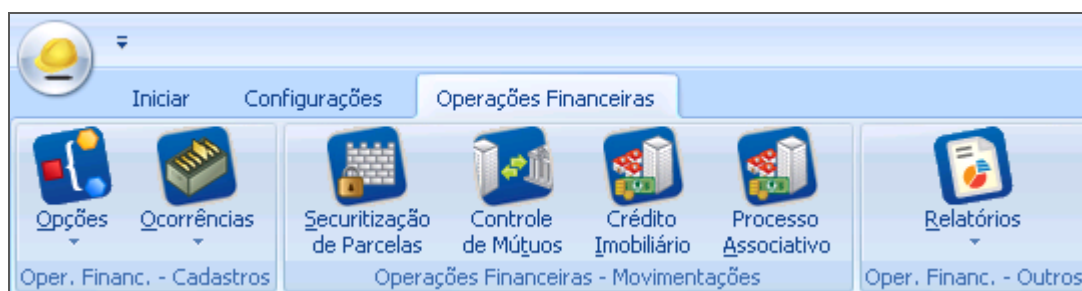 Iniciar Configurações Operações Financeiras
Opções Ocorrências Securitização de Parcelas Controle de Mútuos Crédito Imobiliário Processo Associativo Relatórios
Oper. Financ. - Cadastros Operações Financeiras - Movimentações Oper. Financ. - Outros